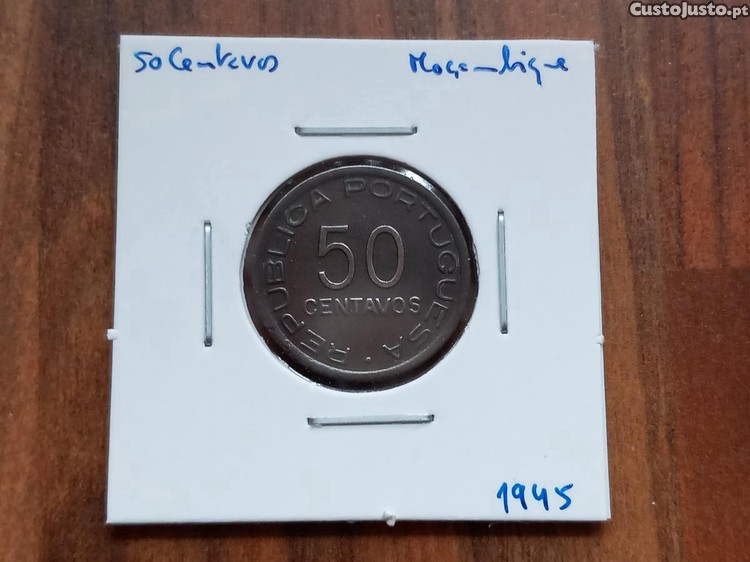 CustoJusto.pt
50 Centavos Moçambique
REPUBLICA PORTUGUESA
50
CENTAVOS
1945